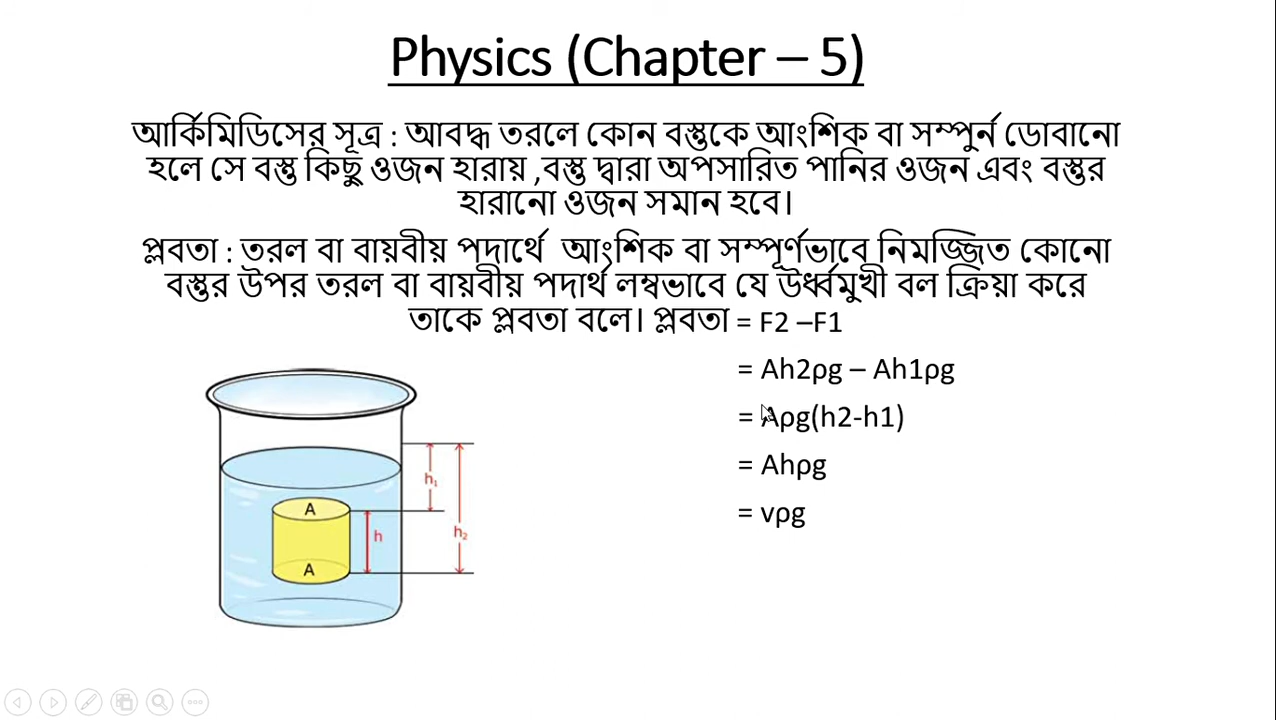 Physics (Chapter – 5)
আর্কিমিডিসের সূত্র : আবদ্ধ তরলে কোন বস্তুকে আংশিক বা সম্পুর্ন ডোবানো
হলে সে বস্তু কিছু ওজন হারায় ,বস্তু দ্বারা অপসারিত পানির ওজন এবং বস্তুর
হারানো ওজন সমান হবে।
প্লবতা : তরল বা বায়বীয় পদার্থে আংশিক বা সম্পূর্ণভাবে নিমজ্জিত কোনো
বস্তুর উপর তরল বা বায়বীয় পদার্থ লম্বভাবে যে উর্ধ্বমুখী বল ক্রিয়া করে
তাকে প্লবতা বলে। প্লবতা = F2 –F1
= Ah2ρg – Ah1ρg
= Aρg(h2-h1)
= Ahρg
= vρg
h₁
A
h
h₂
A